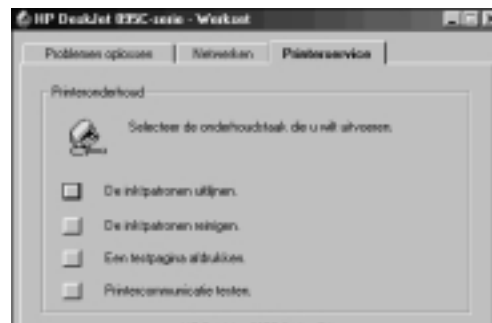 HP DeskJet 895C-serie - Werkset
Problemen oplossen
Netwerken
Printerservice
Printeronderhoud
Selecteer de onderhoudstaak die u wilt uitvoeren.
De inktpatronen uitlijnen.
De inktpatronen reinigen.
Een testpagina afdrukken.
Printercommunicatie testen.